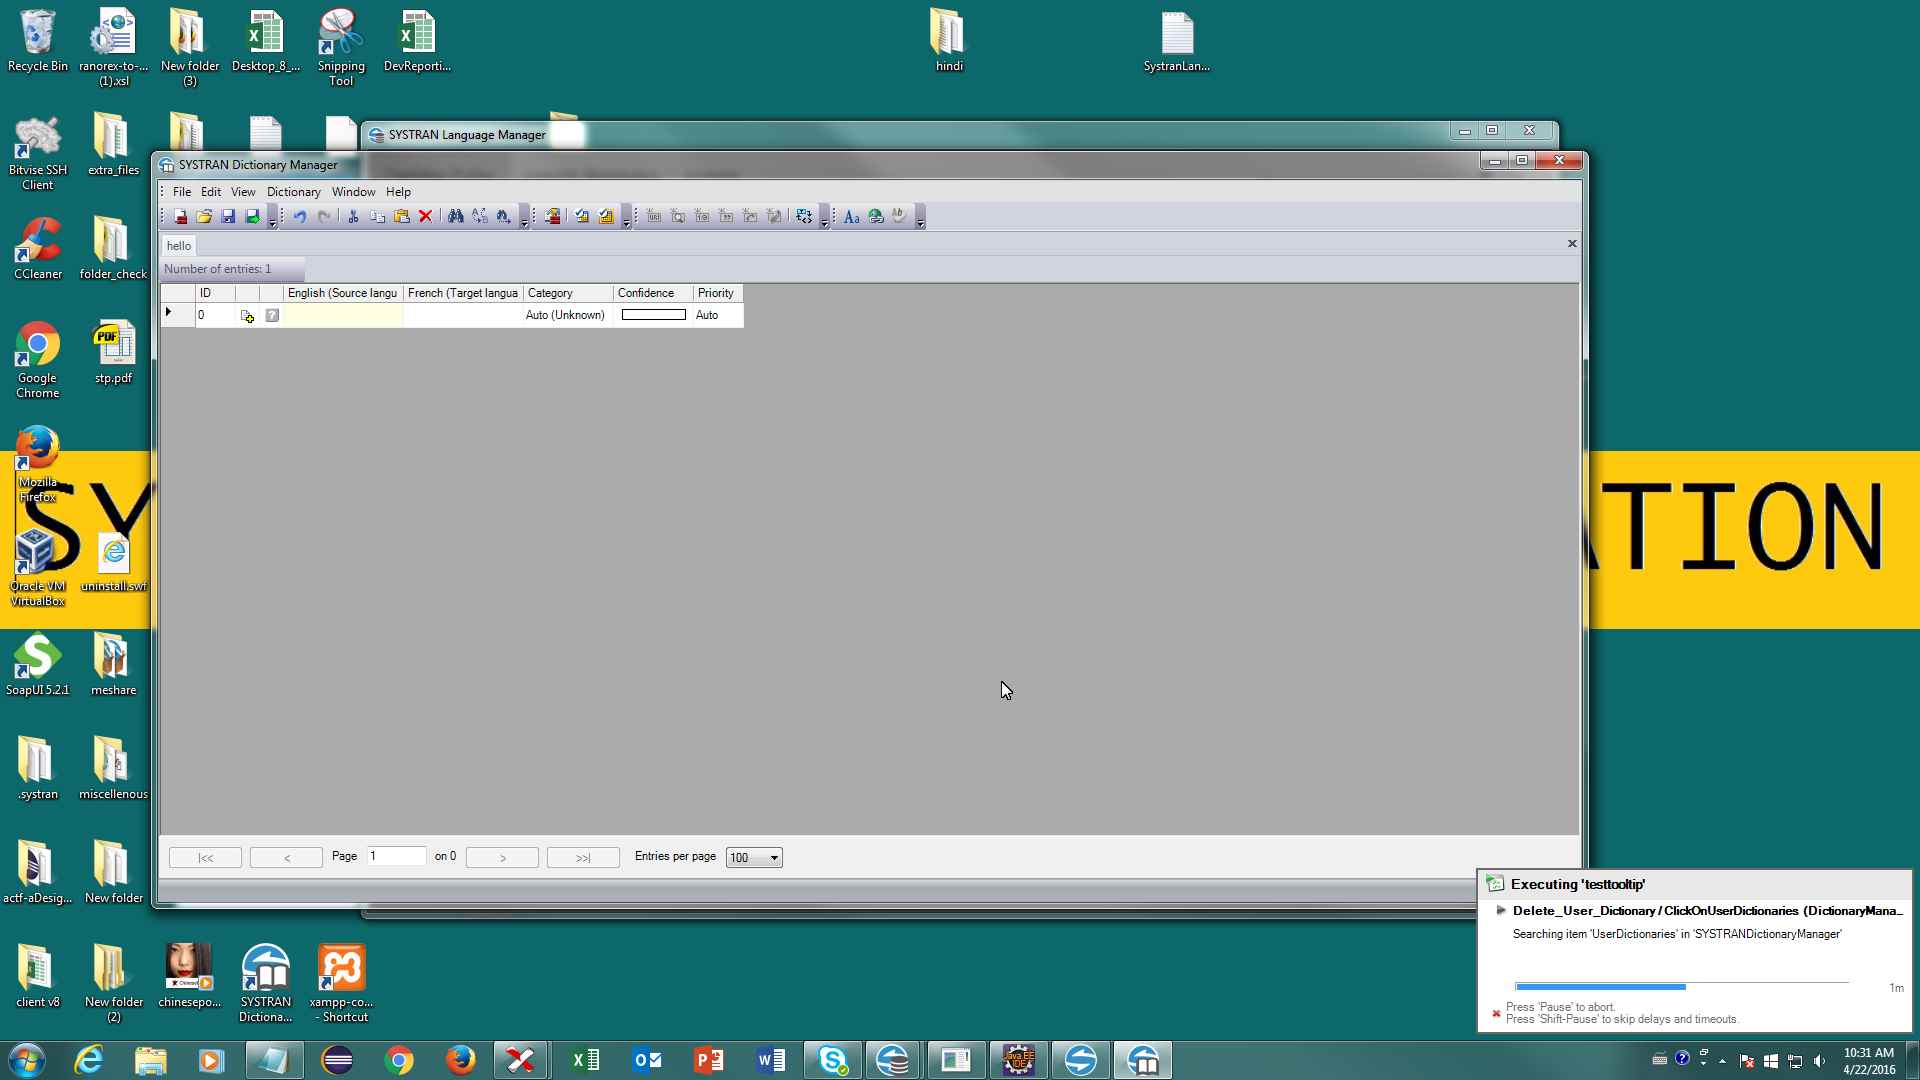 Recycle Bin
ranorex-to-...
(1).xsl
New folder
(3)
Desktop_8_...
Snipping
Tool
DevReporti...
hindi
SystranLan...
Bitvise SSH
Client
extra_files
CCleaner
folder_check
Google
Chrome
stp.pdf
Mozilla
Firefox
Oracle VM
VirtualBox
uninstall.swf
SoapUI 5.2.1
meshare
.systran
miscellenous
actf-aDesig...
New folder
client v8
New folder
(2)
chinesepo...
SYSTRAN
Dictiona...
xampp-co...
- Shortcut
SY
ATION
SYSTRAN Language Manager
SYSTRAN Dictionary Manager
File Edit View Dictionary Window Help
hello
Number of entries: 1
ID English (Source langu French (Target langua Category Confidence Priority
0 Auto (Unknown) Auto
|<< < Page 1 on 0 > >>| Entries per page 100
Executing 'testtooltip'
Delete_User_Dictionary / ClickOnUserDictionaries (DictionaryMana...
Searching item 'UserDictionaries' in 'SYSTRANDictionaryManager'
1m
Press 'Pause' to abort.
Press 'Shift-Pause' to skip delays and timeouts.
10:31 AM
4/22/2016